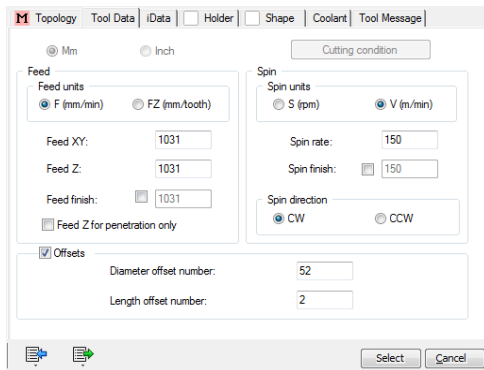 M Topology Tool Data iData Holder Shape Coolant Tool Message
Mm Inch Cutting condition
Feed Spin
Feed units Spin units
F (mm/min) FZ (mm/tooth) S (rpm) V (m/min)
Feed XY: 1031 Spin rate: 150
Feed Z: 1031 Spin finish: 150
Feed finish: 1031 Spin direction
Feed Z for penetration only CW CCW
Offsets
Diameter offset number: 52
Length offset number: 2
Select Cancel